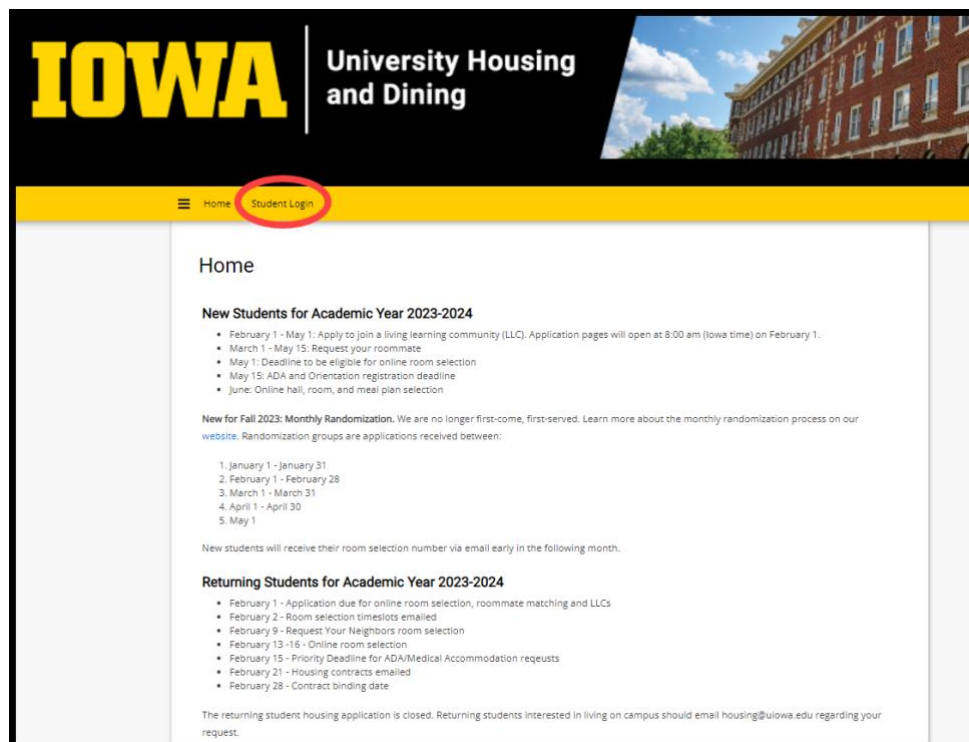 IOWA
University Housing
and Dining
Home Student Login
Home
New Students for Academic Year 2023-2024
• February 1 - May 1: Apply to join a living learning community (LLC). Application pages will open at 8:00 am (Iowa time) on February 1.
• March 1 - May 15: Request your roommate
• May 1: Deadline to be eligible for online room selection
• May 15: ADA and Orientation registration deadline
• June: Online hall, room, and meal plan selection
New for Fall 2023: Monthly Randomization. We are no longer first-come, first-served. Learn more about the monthly randomization process on our
website. Randomization groups are applications received between:
1. January 1 - January 31
2. February 1 - February 28
3. March 1 - March 31
4. April 1 - April 30
5. May 1
New students will receive their room selection number via email early in the following month.
Returning Students for Academic Year 2023-2024
• February 1 - Application due for online room selection, roommate matching and LLCs
• February 2 - Room selection timeslots emailed
• February 9 - Request Your Neighbors room selection
• February 13 -16 - Online room selection
• February 15 - Priority Deadline for ADA/Medical Accommodation reqeusts
• February 21 - Housing contracts emailed
• February 28 - Contract binding date
The returning student housing application is closed. Returning students interested in living on campus should email housing@uiowa.edu regarding your
request.